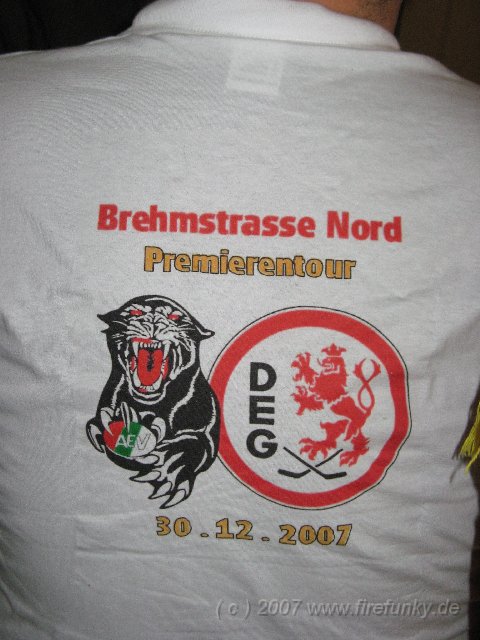 Brehmstrasse Nord
Premierentour
AEV
DEG
30.12.2007
(c) 2007 www.firefunky.de